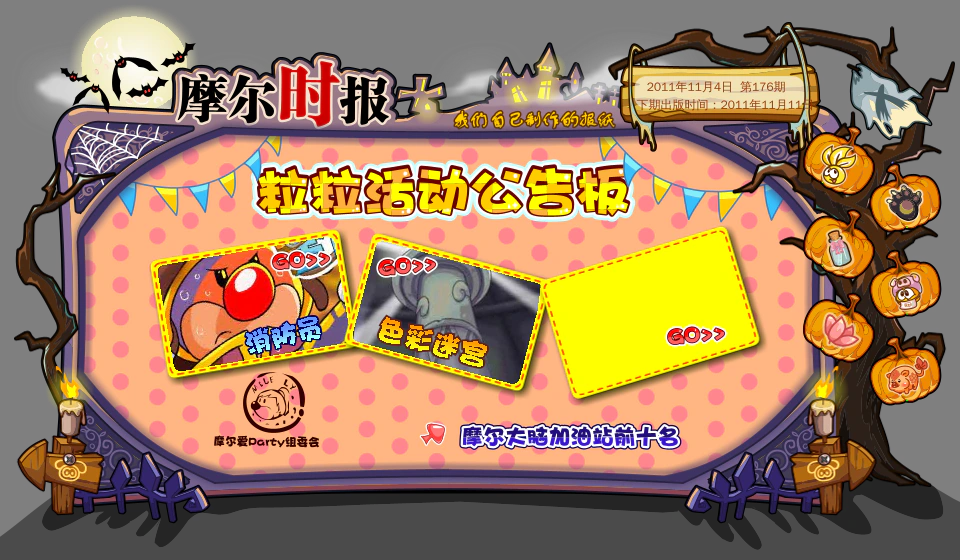 摩尔时报
我们自己制作的报纸
2011年11月4日 第176期
下期出版时间：2011年11月11
粒粒活动公告板
GO>>
消防员
GO>>
色彩迷宫
GO>>
摩尔爱Party组委会
摩尔大脑加油站前十名